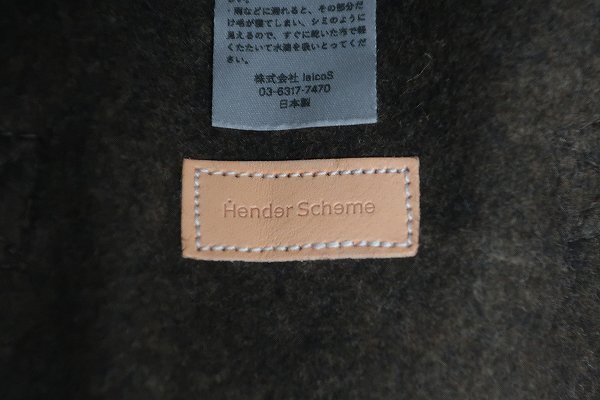 ・雨などに濡れると、その部分だ
け毛が寝てしまい、シミのように
見えるので、すぐに乾いた布で軽
くたたいて水滴を吸いとってくだ
さい。
株式会社 laicoS
03-6317-7470
日本製
Hender Scheme